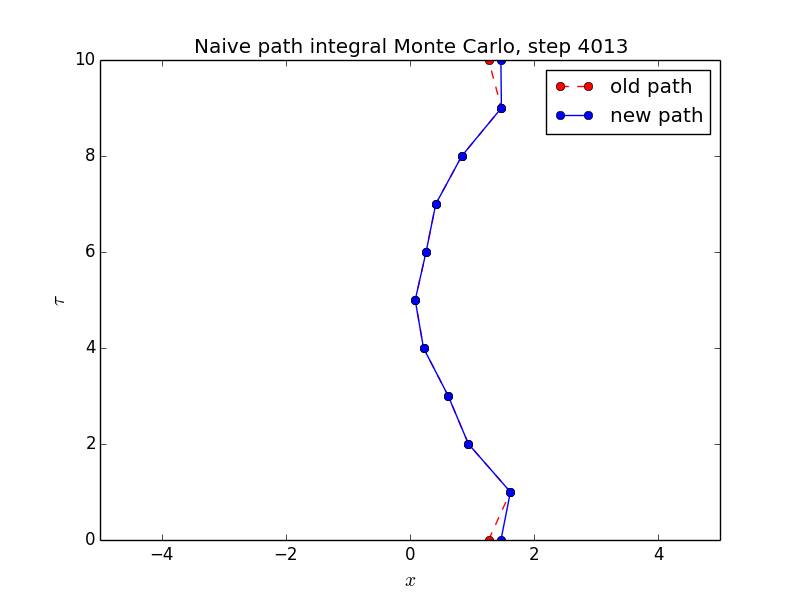 Naive path integral Monte Carlo, step 4013
10
old path
new path
8
6
τ
4
2
0
−4 −2 0 2 4
x